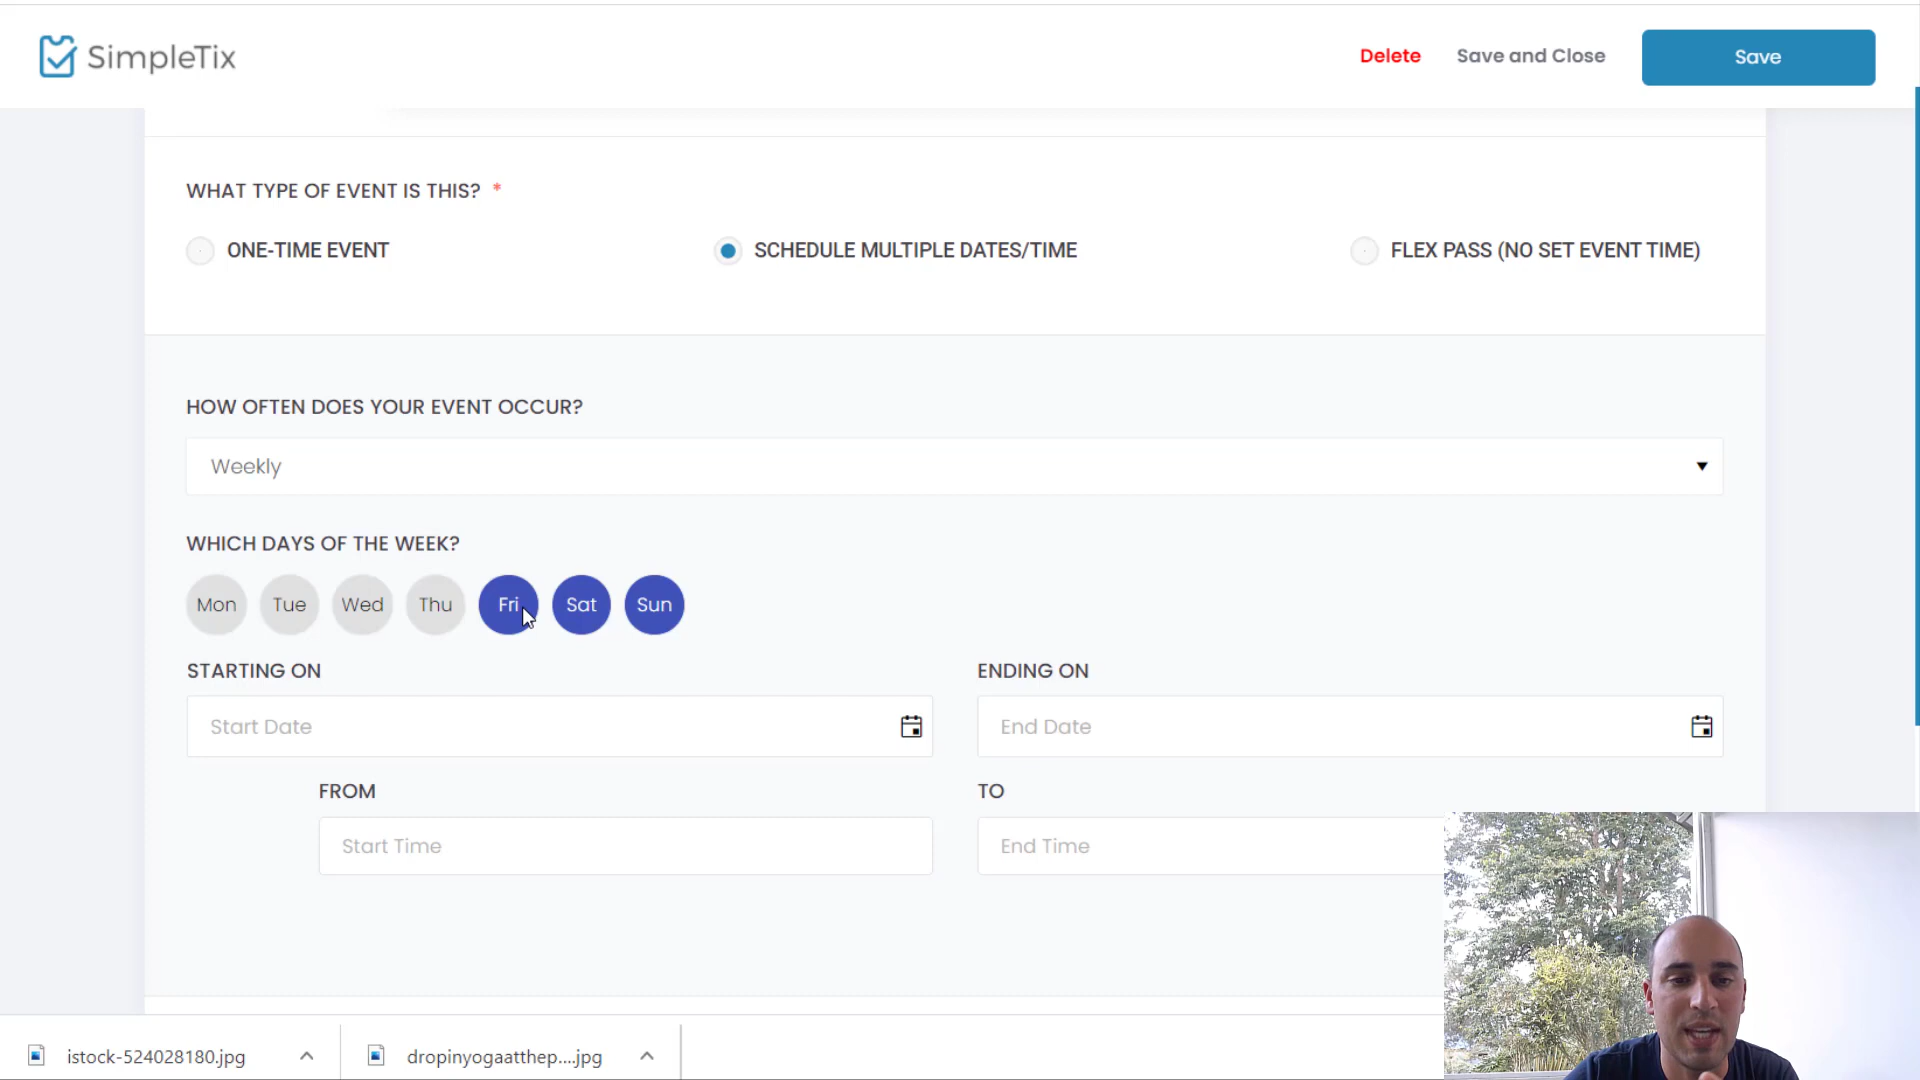 SimpleTix
Delete
Save and Close
Save
WHAT TYPE OF EVENT IS THIS? *
ONE-TIME EVENT
SCHEDULE MULTIPLE DATES/TIME
FLEX PASS (NO SET EVENT TIME)
HOW OFTEN DOES YOUR EVENT OCCUR?
Weekly
WHICH DAYS OF THE WEEK?
Mon Tue Wed Thu Fri Sat Sun
STARTING ON
ENDING ON
Start Date
End Date
FROM
TO
Start Time
End Time
istock-524028180.jpg
dropinyogaatthep....jpg